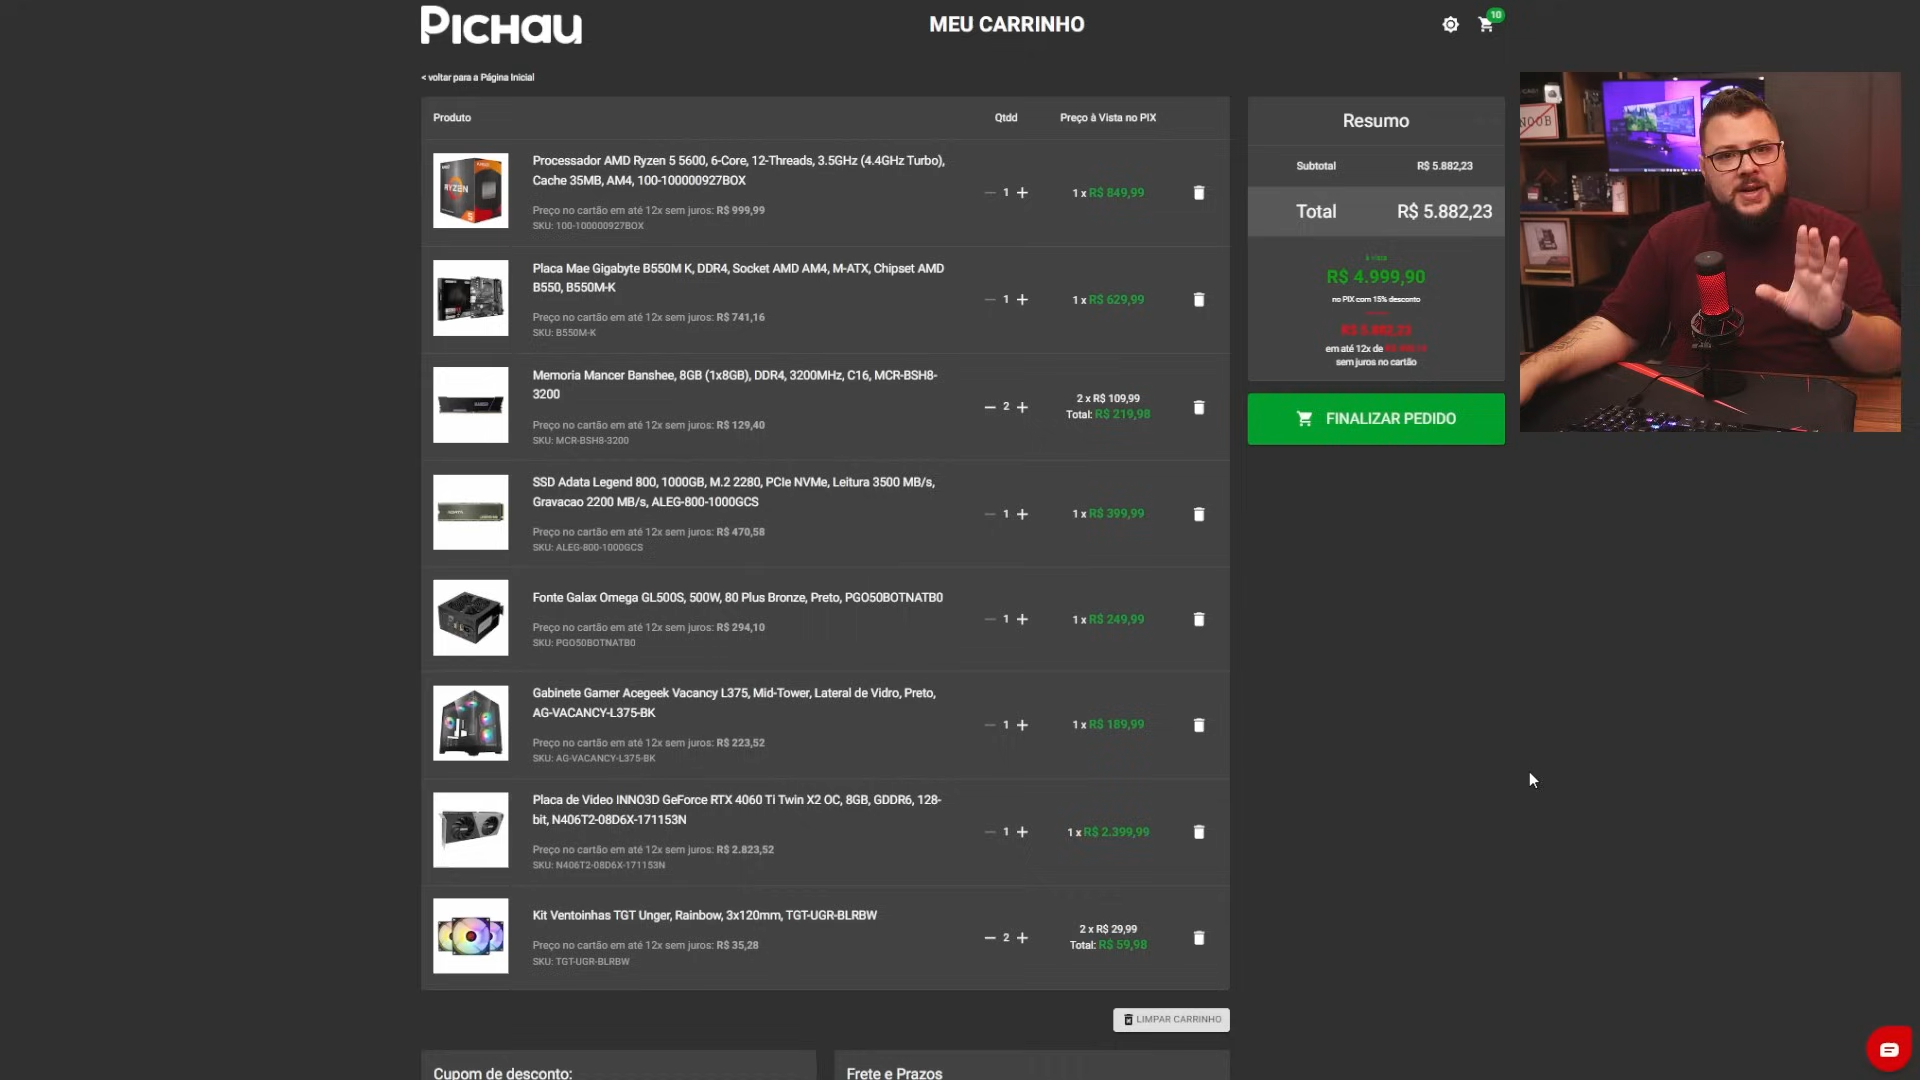 PICHAU
MEU CARRINHO
10
< voltar para a Página Inicial
Produto
Qtdd
Preço à Vista no PIX
Processador AMD Ryzen 5 5600, 6-Core, 12-Threads, 3.5GHz (4.4GHz Turbo),
Cache 35MB, AM4, 100-100000927BOX
Preço no cartão em até 12x sem juros: R$ 999,99
SKU: 100-100000927BOX
1
1 x R$ 849,99
RYZEN
Placa Mae Gigabyte B550M K, DDR4, Socket AMD AM4, M-ATX, Chipset AMD
B550, B550M-K
Preço no cartão em até 12x sem juros: R$ 741,16
SKU: B550M-K
1
1 x R$ 629,99
Memoria Mancer Banshee, 8GB (1x8GB), DDR4, 3200MHz, C16, MCR-BSH8-
3200
Preço no cartão em até 12x sem juros: R$ 129,40
SKU: MCR-BSH8-3200
2
2 x R$ 109,99
Total: R$ 219,98
SSD Adata Legend 800, 1000GB, M.2 2280, PCIe NVMe, Leitura 3500 MB/s,
Gravacao 2200 MB/s, ALEG-800-1000GCS
Preço no cartão em até 12x sem juros: R$ 470,58
SKU: ALEG-800-1000GCS
1
1 x R$ 399,99
Fonte Galax Omega GL500S, 500W, 80 Plus Bronze, Preto, PGO50BOTNATB0
Preço no cartão em até 12x sem juros: R$ 294,10
SKU: PGO50BOTNATB0
1
1 x R$ 249,99
Gabinete Gamer Acegeek Vacancy L375, Mid-Tower, Lateral de Vidro, Preto,
AG-VACANCY-L375-BK
Preço no cartão em até 12x sem juros: R$ 223,52
SKU: AG-VACANCY-L375-BK
1
1 x R$ 189,99
Placa de Video INNO3D GeForce RTX 4060 Ti Twin X2 OC, 8GB, GDDR6, 128-
bit, N406T2-08D6X-171153N
Preço no cartão em até 12x sem juros: R$ 2.823,52
SKU: N406T2-08D6X-171153N
1
1 x R$ 2.399,99
Kit Ventoinhas TGT Unger, Rainbow, 3x120mm, TGT-UGR-BLRBW
Preço no cartão em até 12x sem juros: R$ 35,28
SKU: TGT-UGR-BLRBW
2
2 x R$ 29,99
Total: R$ 59,98
LIMPAR CARRINHO
Cupom de desconto:
Frete e Prazos
Resumo
Subtotal R$ 5.882,23
Total R$ 5.882,23
à vista
R$ 4.999,90
no PIX com 15% desconto
R$ 5.882,23
em até 12x de
sem juros no cartão
FINALIZAR PEDIDO
NOOB